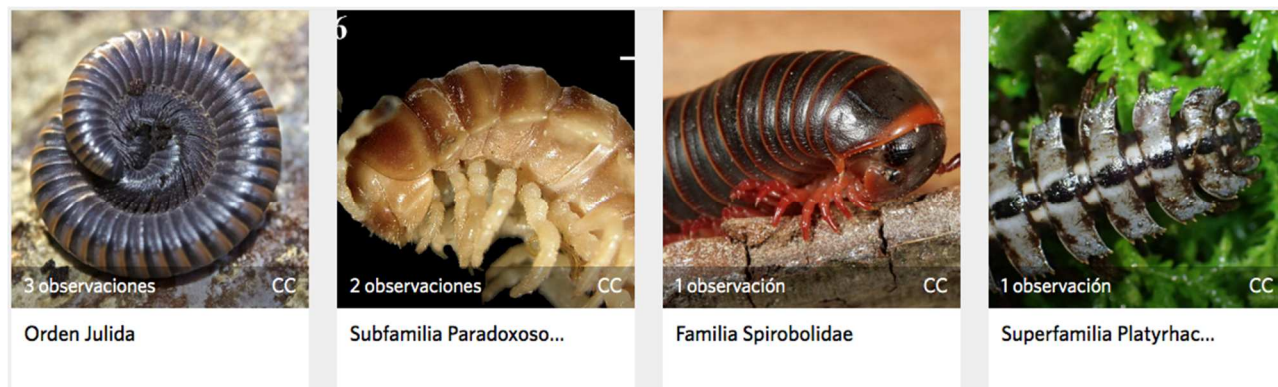 6
3 observaciones CC
2 observaciones CC
1 observación CC
1 observación CC
Orden Julida
Subfamilia Paradoxoso...
Familia Spirobolidae
Superfamilia Platyrhac...